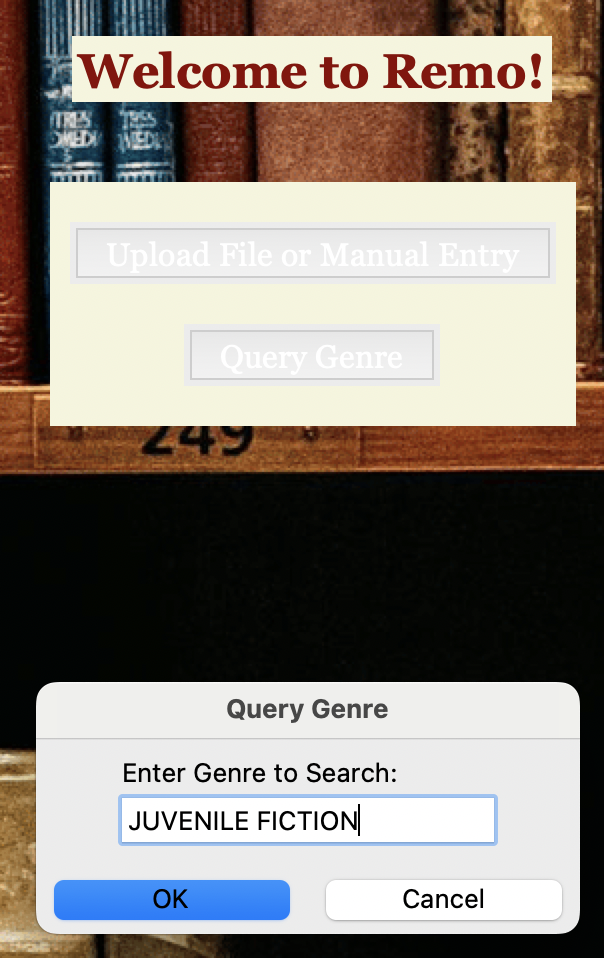 Welcome to Remo!
Upload File or Manual Entry
Query Genre
249
Query Genre
Enter Genre to Search:
JUVENILE FICTION
OK
Cancel